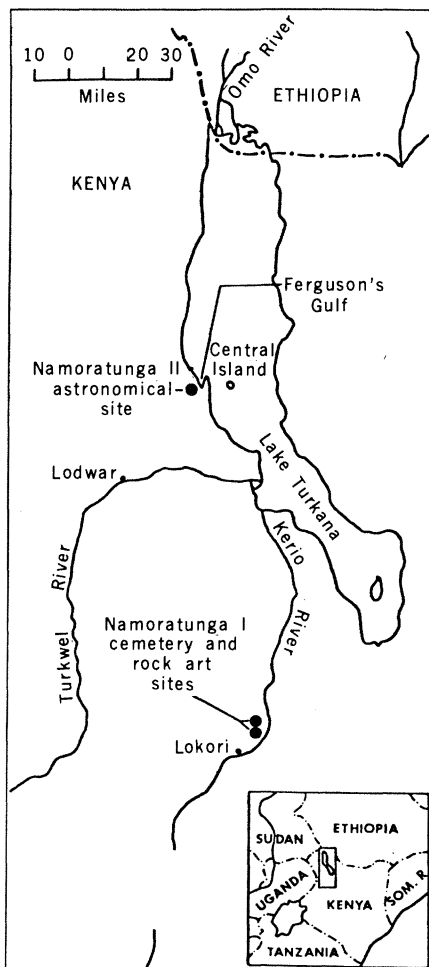 10 0 30
Miles
Omo River
ETHIOPIA
KENYA
Ferguson's
Gulf
Central
Island
Namoratunga II
astronomical
site
Lake Turkana
Lodwar
Kerio
River
Turkwel
River
Namoratunga I
cemetery and
rock art
sites
Lokori
SUDAN
ETHIOPIA
UGANDA
KENYA
SOM. R.
TANZANIA